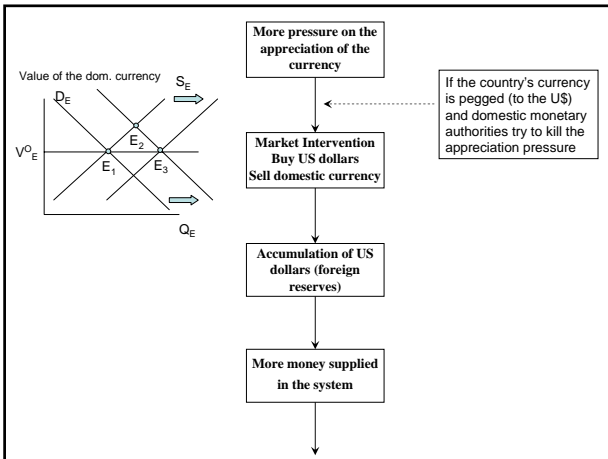 More pressure on the
appreciation of the
currency
Value of the dom. currency
D_E
S_E
V^O_E
E_1
E_2
E_3
Q_E
If the country's currency
is pegged (to the U$)
and domestic monetary
authorities try to kill the
appreciation pressure
Market Intervention
Buy US dollars
Sell domestic currency
Accumulation of US
dollars (foreign
reserves)
More money supplied
in the system